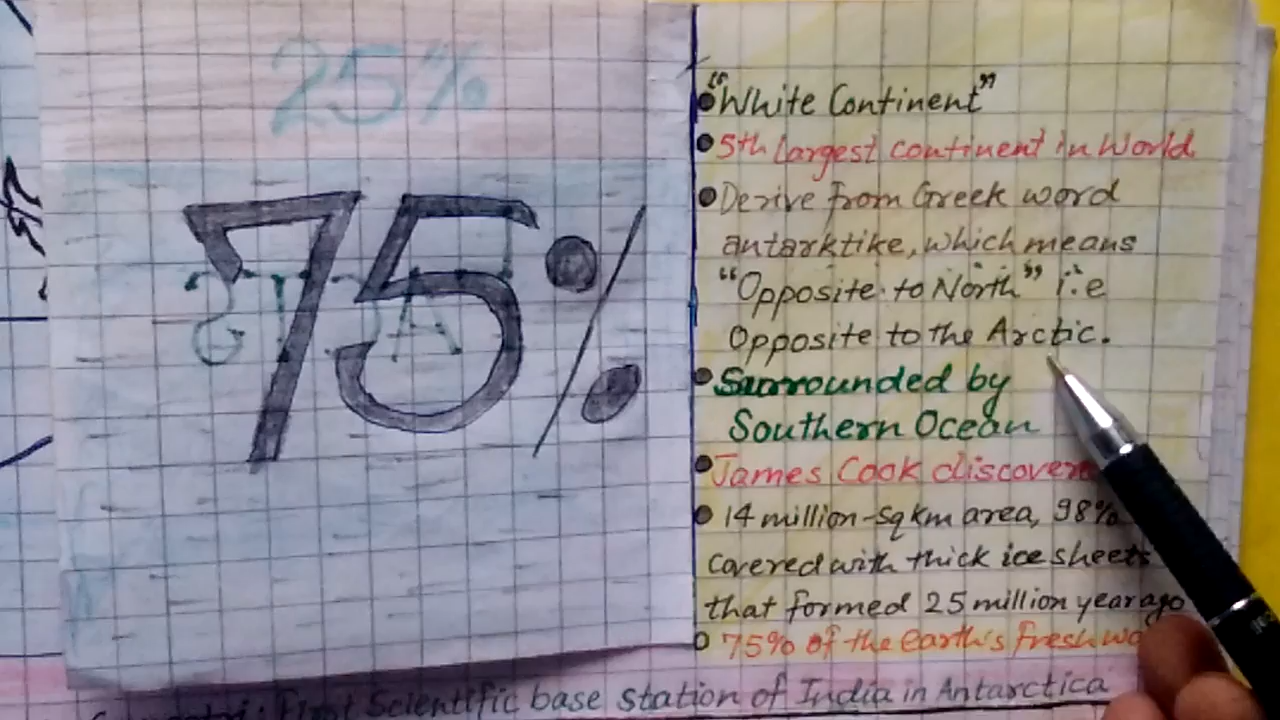 25%
75%
"White Continent"
5th largest continent in World
Derive from Greek word
antarktike, which means
"Opposite to North" i.e
Opposite to the Arctic.
Surrounded by
Southern Ocean
James Cook discovere
14 million-sq km area, 98%
covered with thick ice sheets
that formed 25 million year ago
75% of the earth's fresh wa
First Scientific base station of India in Antarctica